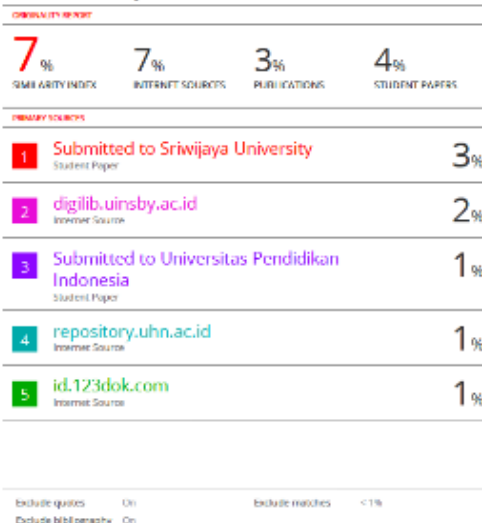 ORIGINALITY REPORT
7% 7% 3% 4%
SIMILARITY INDEX INTERNET SOURCES PUBLICATIONS STUDENT PAPERS
PRIMARY SOURCES
1 Submitted to Sriwijaya University 3%
Student Paper
2 digilib.uinsby.ac.id 2%
Internet Source
3 Submitted to Universitas Pendidikan 1%
Indonesia
Student Paper
4 repository.uhn.ac.id 1%
Internet Source
5 id.123dok.com 1%
Internet Source
Exclude quotes On Exclude matches < 1%
Exclude bibliography On